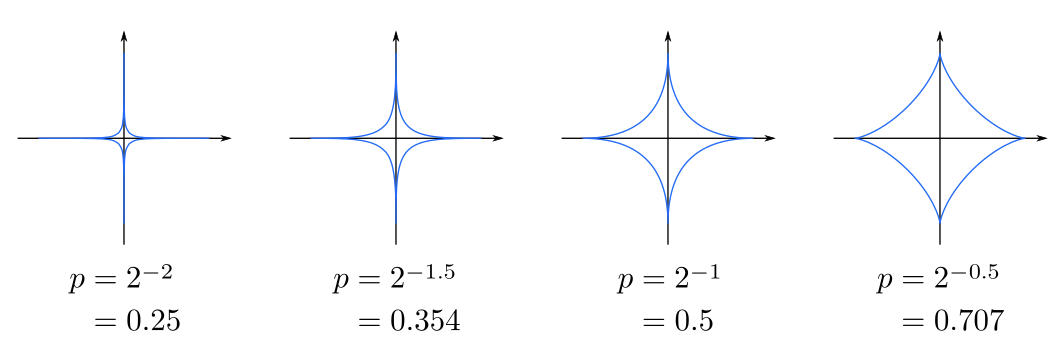 p = 2⁻²
= 0.25
p = 2⁻¹·⁵
= 0.354
p = 2⁻¹
= 0.5
p = 2⁻⁰·⁵
= 0.707